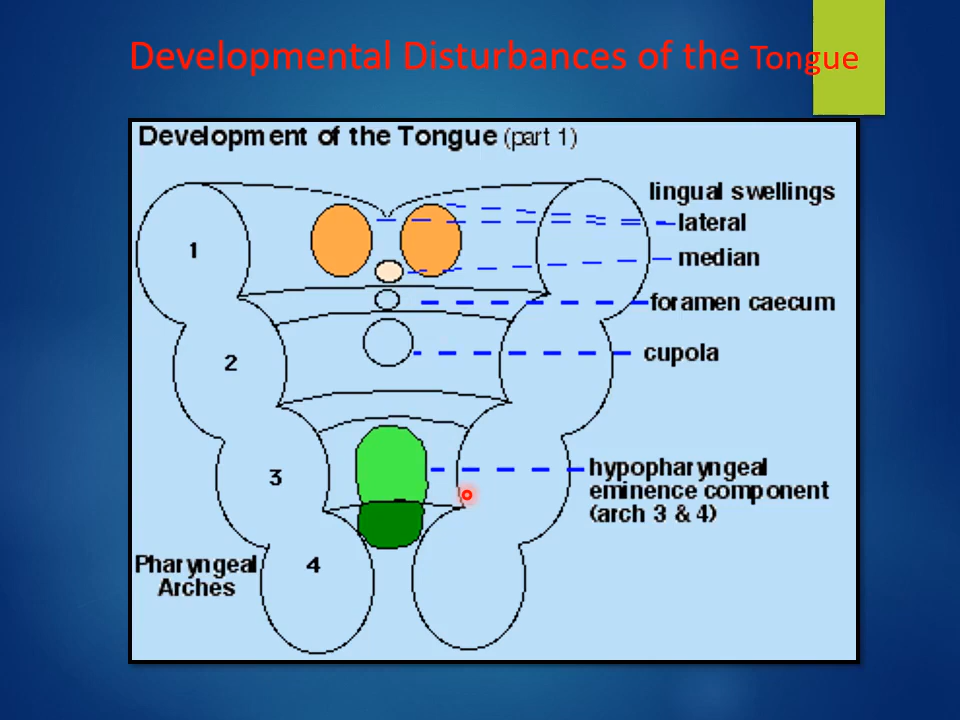 Developmental Disturbances of the Tongue
Development of the Tongue (part 1)
lingual swellings
lateral
median
foramen caecum
cupola
hypopharyngeal
eminence component
(arch 3 & 4)
1
2
3
4
Pharyngeal
Arches